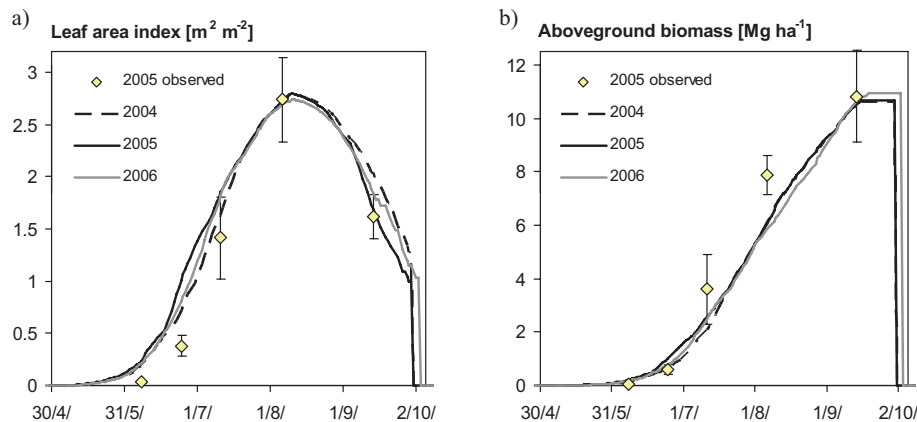 a)
Leaf area index [m² m⁻²]
3
2.5
2
1.5
1
0.5
0
2005 observed
2004
2005
2006
30/4/ 31/5/ 1/7/ 1/8/ 1/9/ 2/10/
b)
Aboveground biomass [Mg ha⁻¹]
12
10
8
6
4
2
0
2005 observed
2004
2005
2006
30/4/ 31/5/ 1/7/ 1/8/ 1/9/ 2/10/